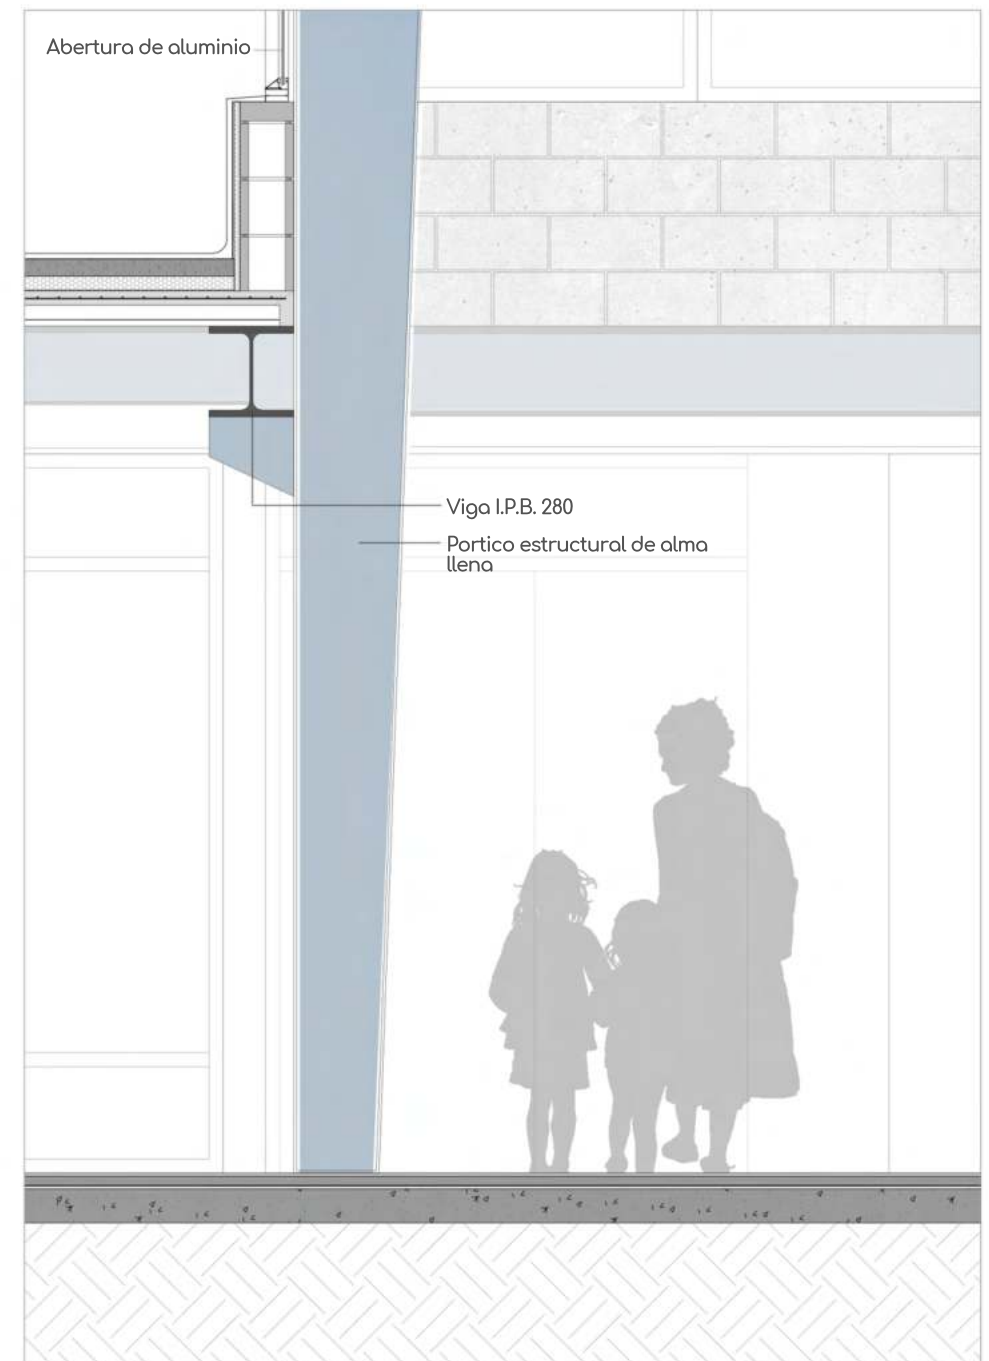 Abertura de aluminio
Viga I.P.B. 280
Portico estructural de alma
llena